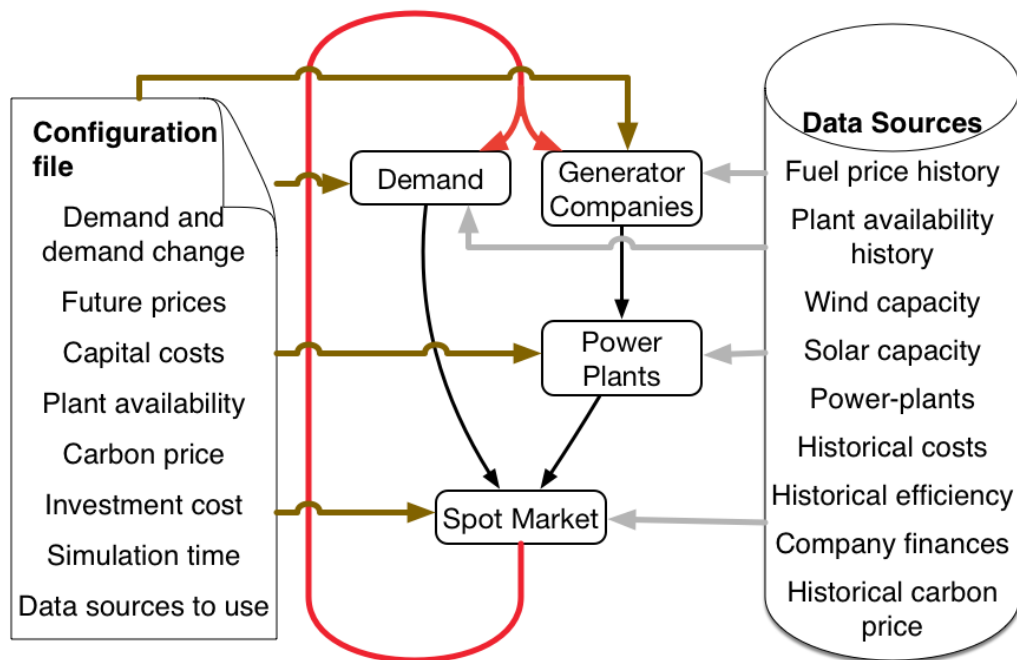 Configuration
file
Demand and
demand change
Future prices
Capital costs
Plant availability
Carbon price
Investment cost
Simulation time
Data sources to use
Demand
Generator
Companies
Power
Plants
Spot Market
Data Sources
Fuel price history
Plant availability
history
Wind capacity
Solar capacity
Power-plants
Historical costs
Historical efficiency
Company finances
Historical carbon
price